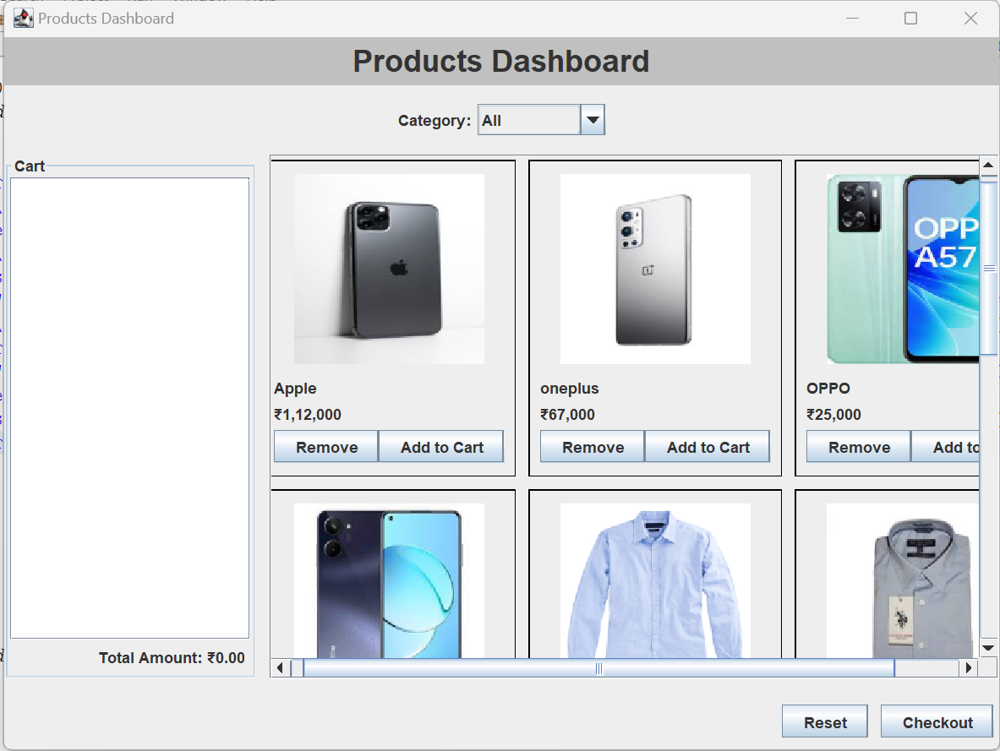 Products Dashboard
Products Dashboard
Category: All
Cart
OPP
A57
Apple
oneplus
OPPO
₹1,12,000
₹67,000
₹25,000
Remove Add to Cart
Remove Add to Cart
Remove Add to
Total Amount: ₹0.00
Reset Checkout